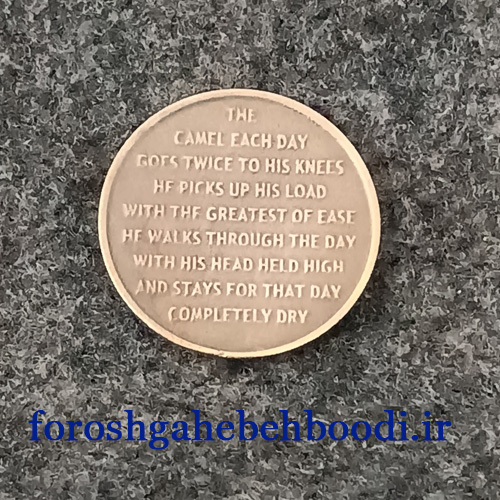 THE
CAMEL EACH DAY
GOES TWICE TO HIS KNEES
HE PICKS UP HIS LOAD
WITH THE GREATEST OF EASE
HE WALKS THROUGH THE DAY
WITH HIS HEAD HELD HIGH
AND STAYS FOR THAT DAY
COMPLETELY DRY
foroshgahebehboodi.ir